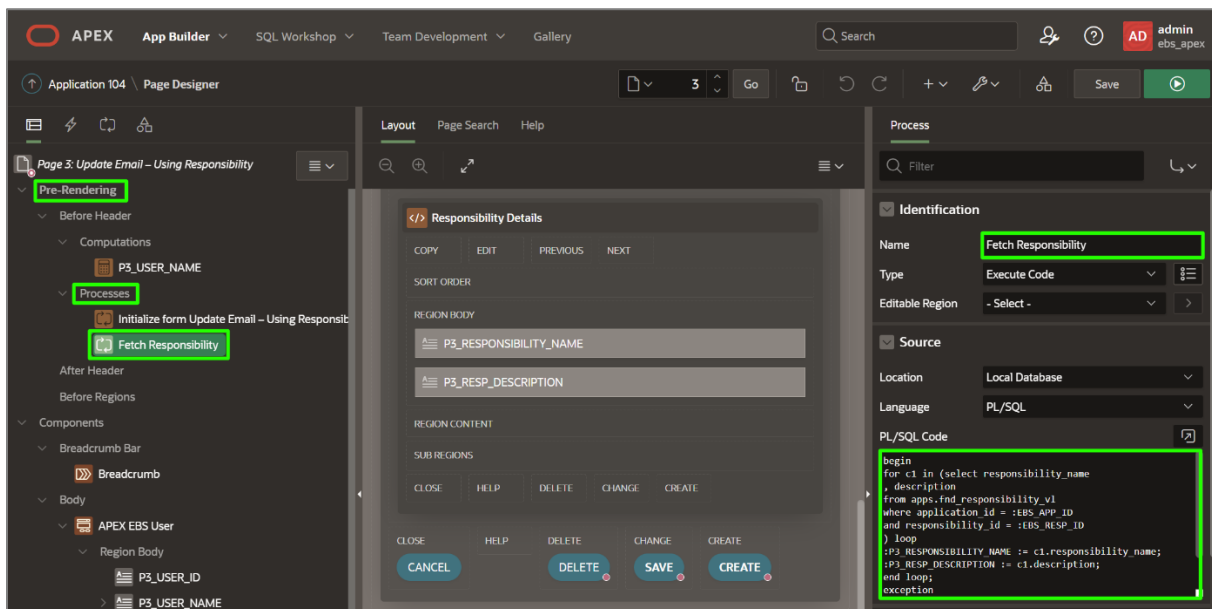 APEX App Builder SQL Workshop Team Development Gallery Search AD admin
ebs_apex
Application 104 \ Page Designer 3 Go Save
Page 3: Update Email – Using Responsibility
Pre-Rendering
Before Header
Computations
P3_USER_NAME
Processes
Initialize form Update Email – Using Responsib
Fetch Responsibility
After Header
Before Regions
Components
Breadcrumb Bar
Breadcrumb
Body
APEX EBS User
Region Body
P3_USER_ID
P3_USER_NAME
Layout Page Search Help
</> Responsibility Details
COPY EDIT PREVIOUS NEXT
SORT ORDER
REGION BODY
P3_RESPONSIBILITY_NAME
P3_RESP_DESCRIPTION
REGION CONTENT
SUB REGIONS
CLOSE HELP DELETE CHANGE CREATE
CLOSE HELP DELETE CHANGE CREATE
CANCEL DELETE SAVE CREATE
Process
Filter
Identification
Name Fetch Responsibility
Type Execute Code
Editable Region - Select -
Source
Location Local Database
Language PL/SQL
PL/SQL Code
begin
for c1 in (select responsibility_name
, description
from apps.fnd_responsibility_vl
where application_id = :EBS_APP_ID
and responsibility_id = :EBS_RESP_ID
) loop
:P3_RESPONSIBILITY_NAME := c1.responsibility_name;
:P3_RESP_DESCRIPTION := c1.description;
end loop;
exception